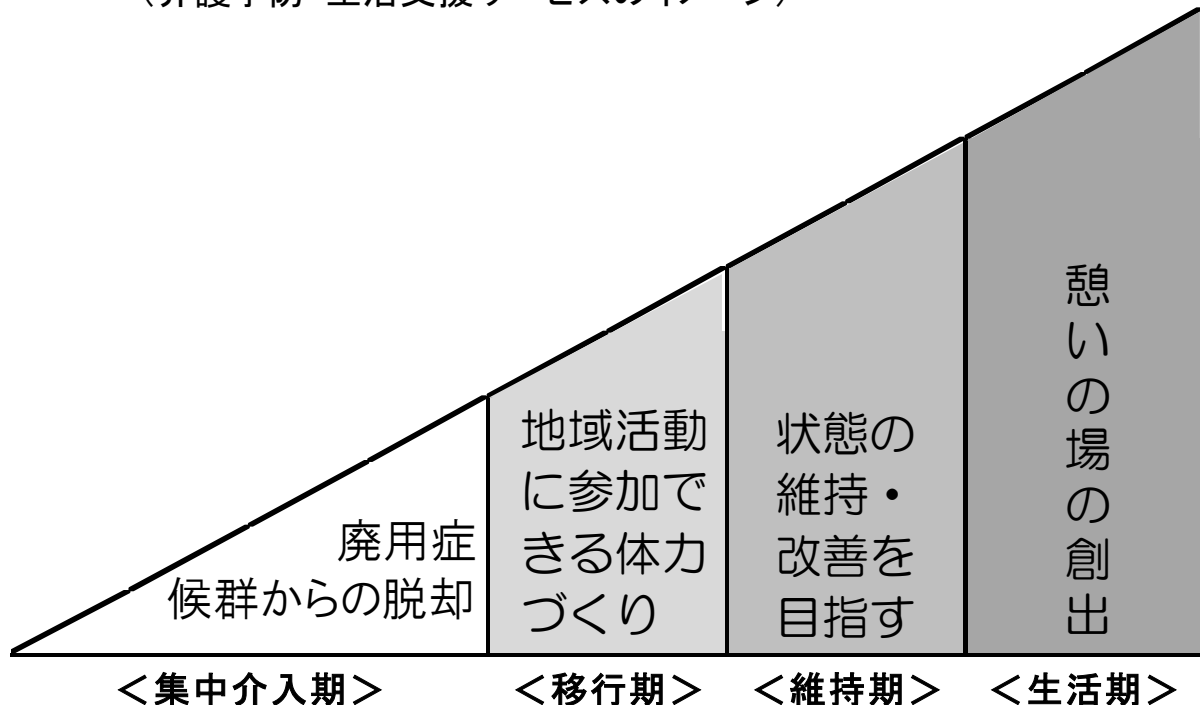 廃用症
候群からの脱却
地域活動
に参加で
きる体力
づくり
状態の
維持・
改善を
目指す
憩いの場の創出
＜集中介入期＞
＜移行期＞
＜維持期＞
＜生活期＞